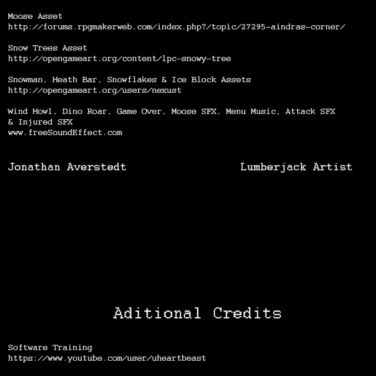 Moose Asset
http://forums.rpgmakerweb.com/index.php?/topic/27295-aindras-corner/
Snow Trees Asset
http://opengameart.org/content/lpc-snowy-tree
Snowman, Heath Bar, Snowflakes & Ice Block Assets
http://opengameart.org/users/nexust
Wind Howl, Dino Roar, Game Over, Moose SFX, Menu Music, Attack SFX
& Injured SFX
www.freeSoundEffect.com
Jonathan Averstedt Lumberjack Artist
Aditional Credits
Software Training
https://www.youtube.com/user/uheartbeast